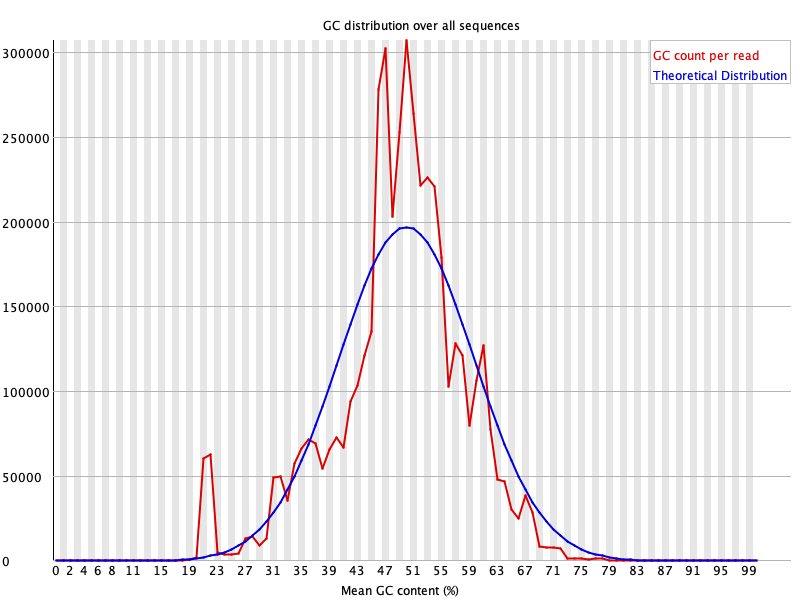 GC distribution over all sequences
GC count per read
Theoretical Distribution
300000
250000
200000
150000
100000
50000
0
0 2 4 6 8 11 15 19 23 27 31 35 39 43 47 51 55 59 63 67 71 75 79 83 87 91 95 99
Mean GC content (%)